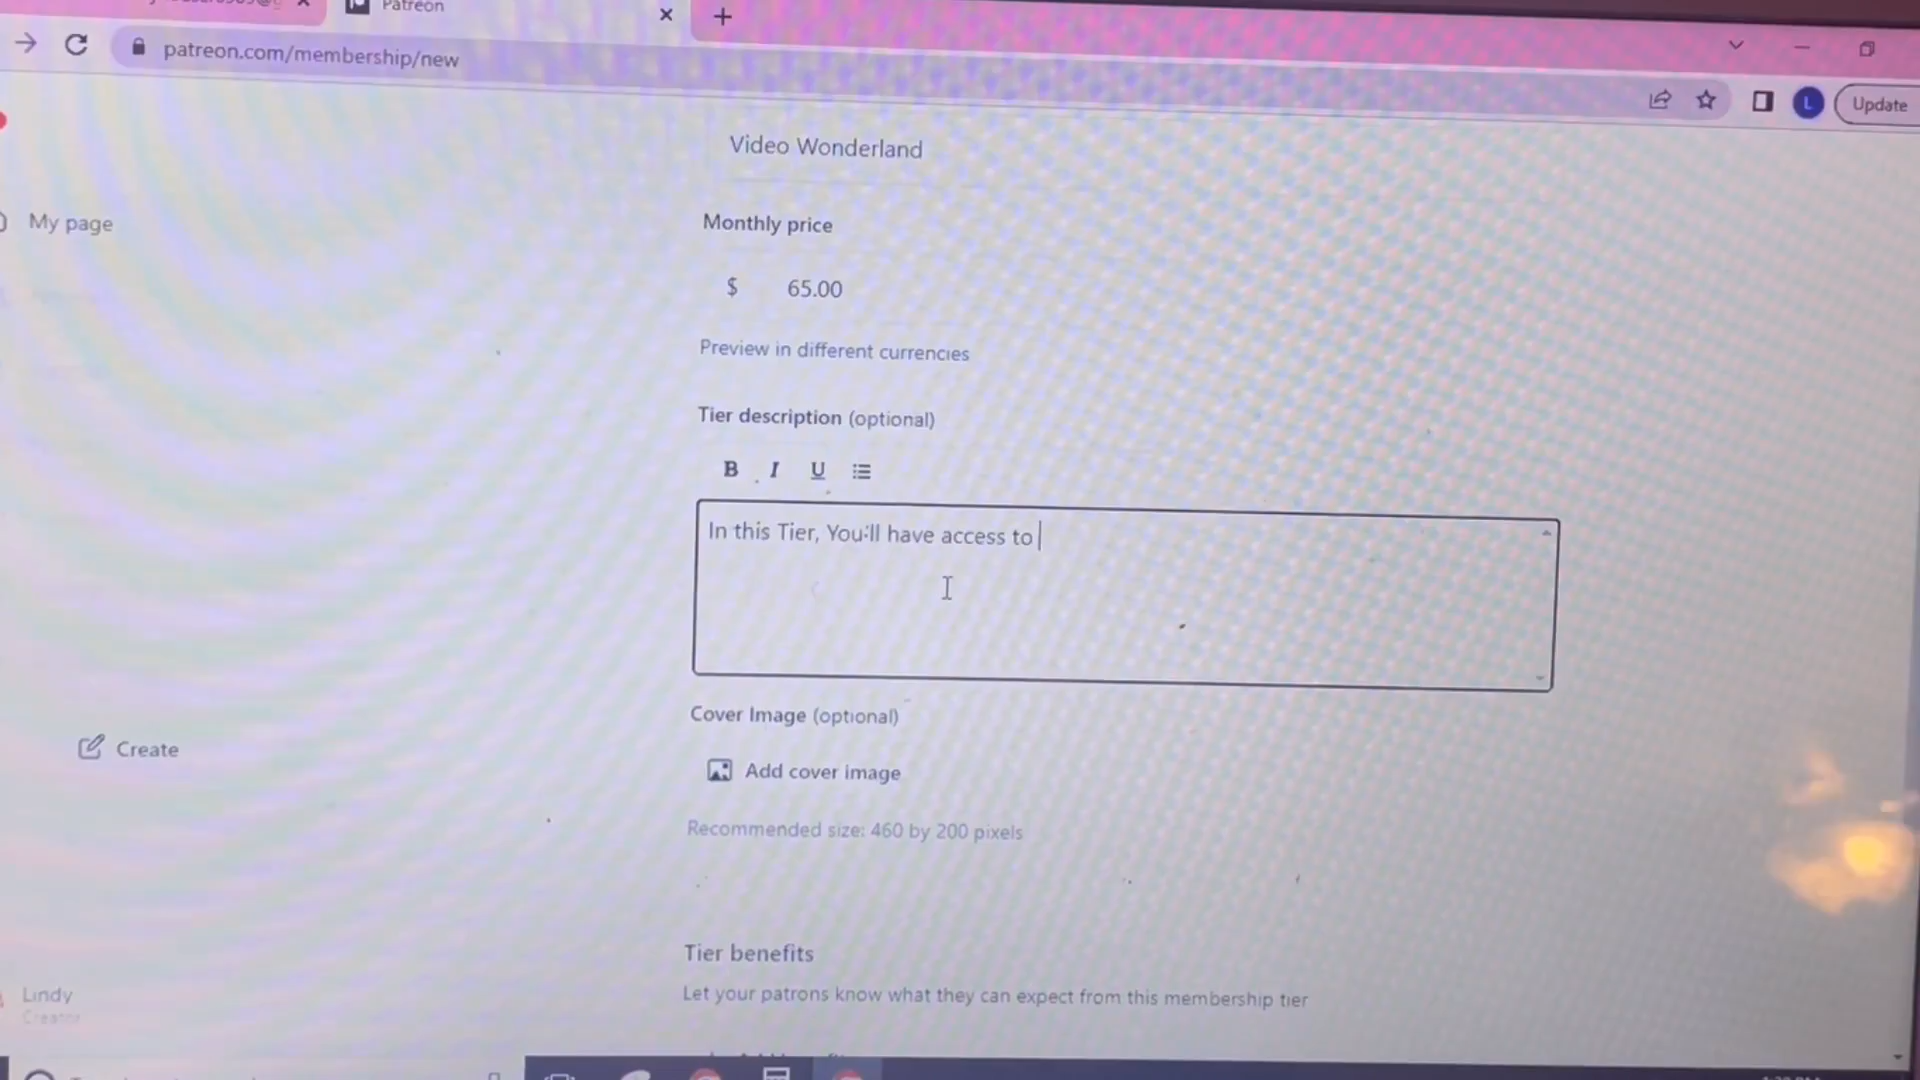 Patreon
patreon.com/membership/new
L
Update
Video Wonderland
My page
Monthly price
$ 65.00
Preview in different currencies
Tier description (optional)
B I U
In this Tier, You'll have access to
Cover Image (optional)
Create
Add cover image
Recommended size: 460 by 200 pixels
Tier benefits
Let your patrons know what they can expect from this membership tier
Lindy
Creator